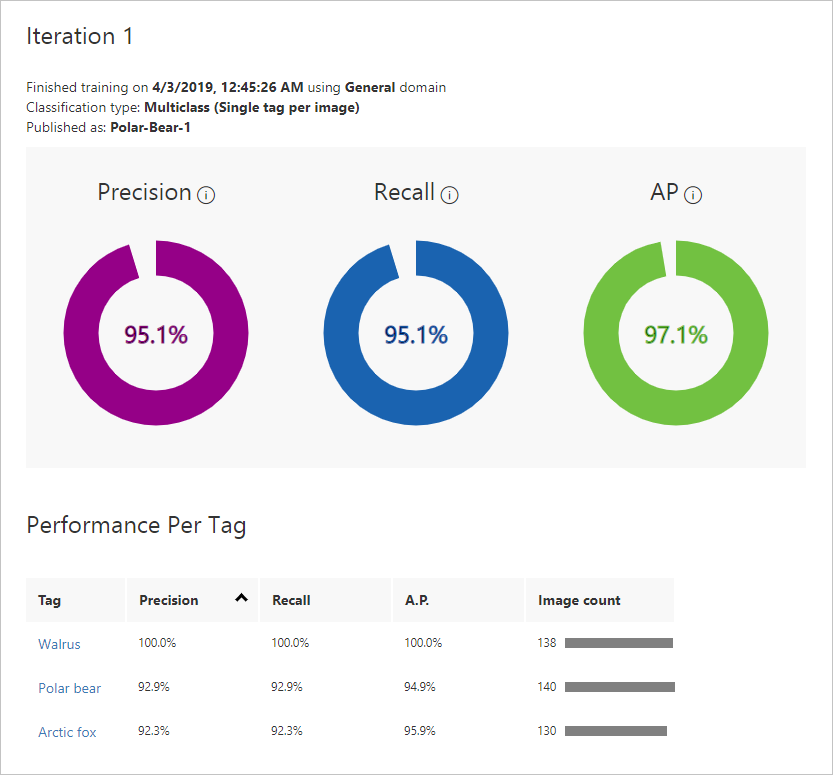 Iteration 1
Finished training on 4/3/2019, 12:45:26 AM using General domain
Classification type: Multiclass (Single tag per image)
Published as: Polar-Bear-1
Precision Recall AP
95.1% 95.1% 97.1%
Performance Per Tag
Tag Precision Recall A.P. Image count
Walrus 100.0% 100.0% 100.0% 138
Polar bear 92.9% 92.9% 94.9% 140
Arctic fox 92.3% 92.3% 95.9% 130